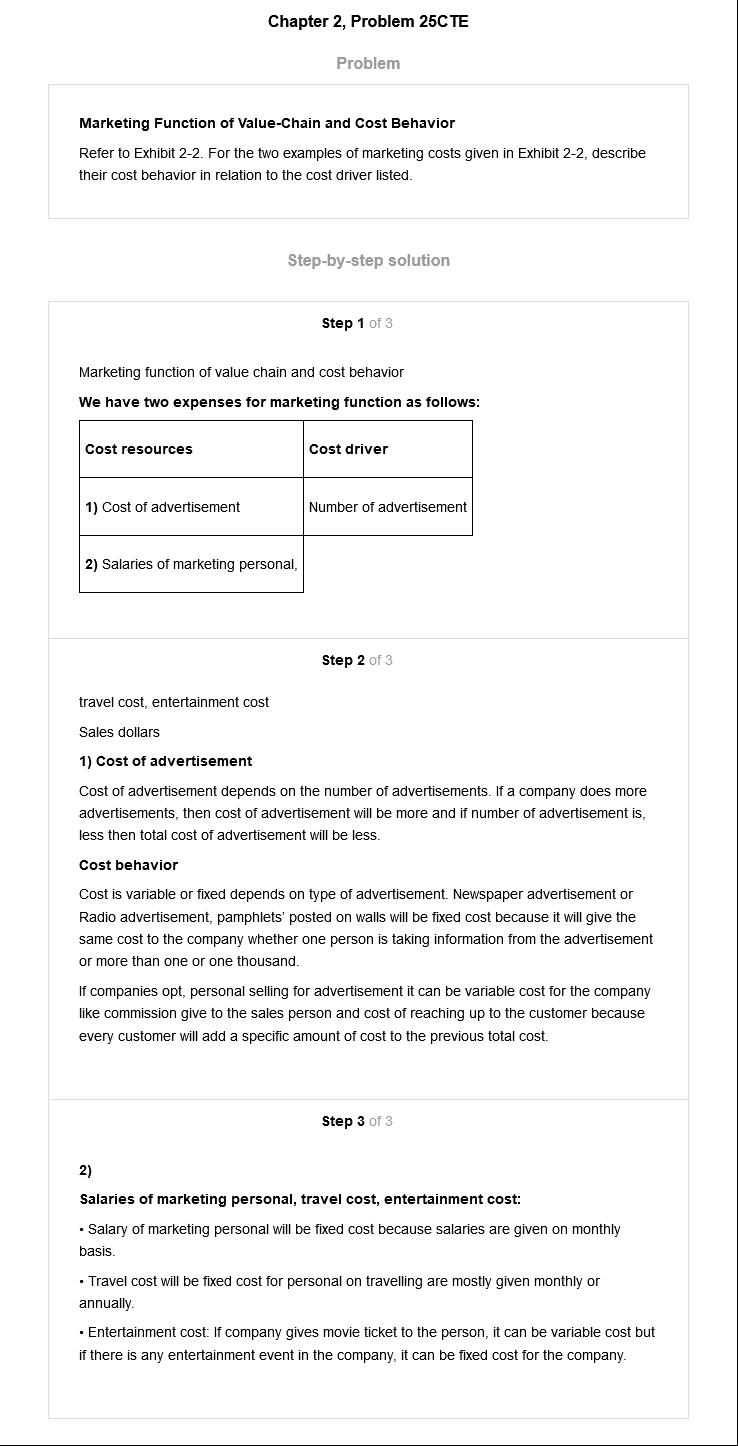 Chapter 2, Problem 25CTE
Problem
Marketing Function of Value-Chain and Cost Behavior
Refer to Exhibit 2-2. For the two examples of marketing costs given in Exhibit 2-2, describe
their cost behavior in relation to the cost driver listed.
Step-by-step solution
Step 1 of 3
Marketing function of value chain and cost behavior
We have two expenses for marketing function as follows:
Cost resources
Cost driver
1) Cost of advertisement
Number of advertisement
2) Salaries of marketing personal,
Step 2 of 3
travel cost, entertainment cost
Sales dollars
1) Cost of advertisement
Cost of advertisement depends on the number of advertisements. If a company does more
advertisements, then cost of advertisement will be more and if number of advertisement is,
less then total cost of advertisement will be less.
Cost behavior
Cost is variable or fixed depends on type of advertisement. Newspaper advertisement or
Radio advertisement, pamphlets’ posted on walls will be fixed cost because it will give the
same cost to the company whether one person is taking information from the advertisement
or more than one or one thousand.
If companies opt, personal selling for advertisement it can be variable cost for the company
like commission give to the sales person and cost of reaching up to the customer because
every customer will add a specific amount of cost to the previous total cost.
Step 3 of 3
2)
Salaries of marketing personal, travel cost, entertainment cost:
• Salary of marketing personal will be fixed cost because salaries are given on monthly
basis.
• Travel cost will be fixed cost for personal on travelling are mostly given monthly or
annually.
• Entertainment cost: If company gives movie ticket to the person, it can be variable cost but
if there is any entertainment event in the company, it can be fixed cost for the company.